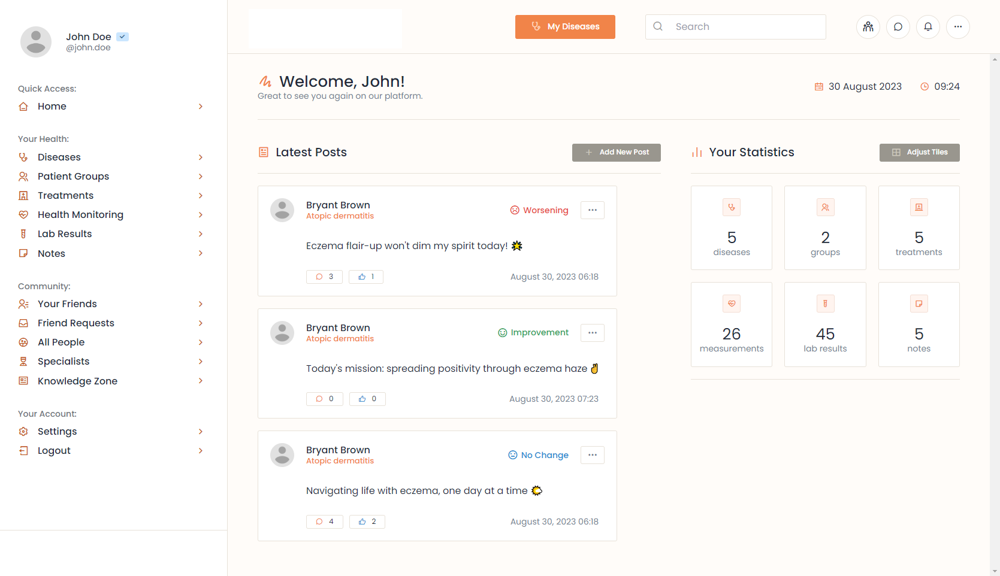 John Doe
@john.doe
Quick Access:
Home
Your Health:
Diseases
Patient Groups
Treatments
Health Monitoring
Lab Results
Notes
Community:
Your Friends
Friend Requests
All People
Specialists
Knowledge Zone
Your Account:
Settings
Logout
My Diseases
Search
Welcome, John!
Great to see you again on our platform.
30 August 2023
09:24
Latest Posts
Add New Post
Bryant Brown
Atopic dermatitis
Worsening
Eczema flair-up won't dim my spirit today! 🌟
3
1
August 30, 2023 06:18
Bryant Brown
Atopic dermatitis
Improvement
Today's mission: spreading positivity through eczema haze ✌
0
0
August 30, 2023 07:23
Bryant Brown
Atopic dermatitis
No Change
Navigating life with eczema, one day at a time 🌤
4
2
August 30, 2023 06:18
Your Statistics
Adjust Tiles
5
diseases
2
groups
5
treatments
26
measurements
45
lab results
5
notes